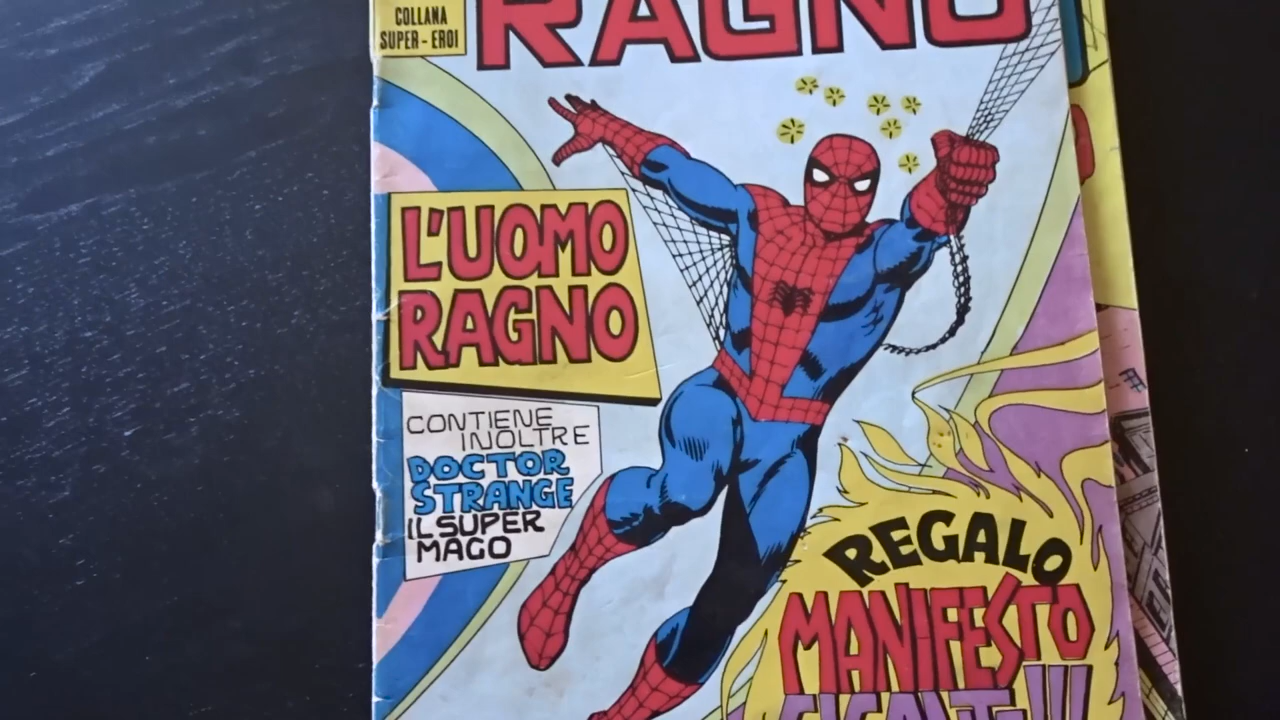 COLLANA
SUPER-EROI
RAGNO
L'UOMO
RAGNO
CONTIENE
INOLTRE
DOCTOR
STRANGE
IL SUPER
MAGO
REGALO
MANIFESTO